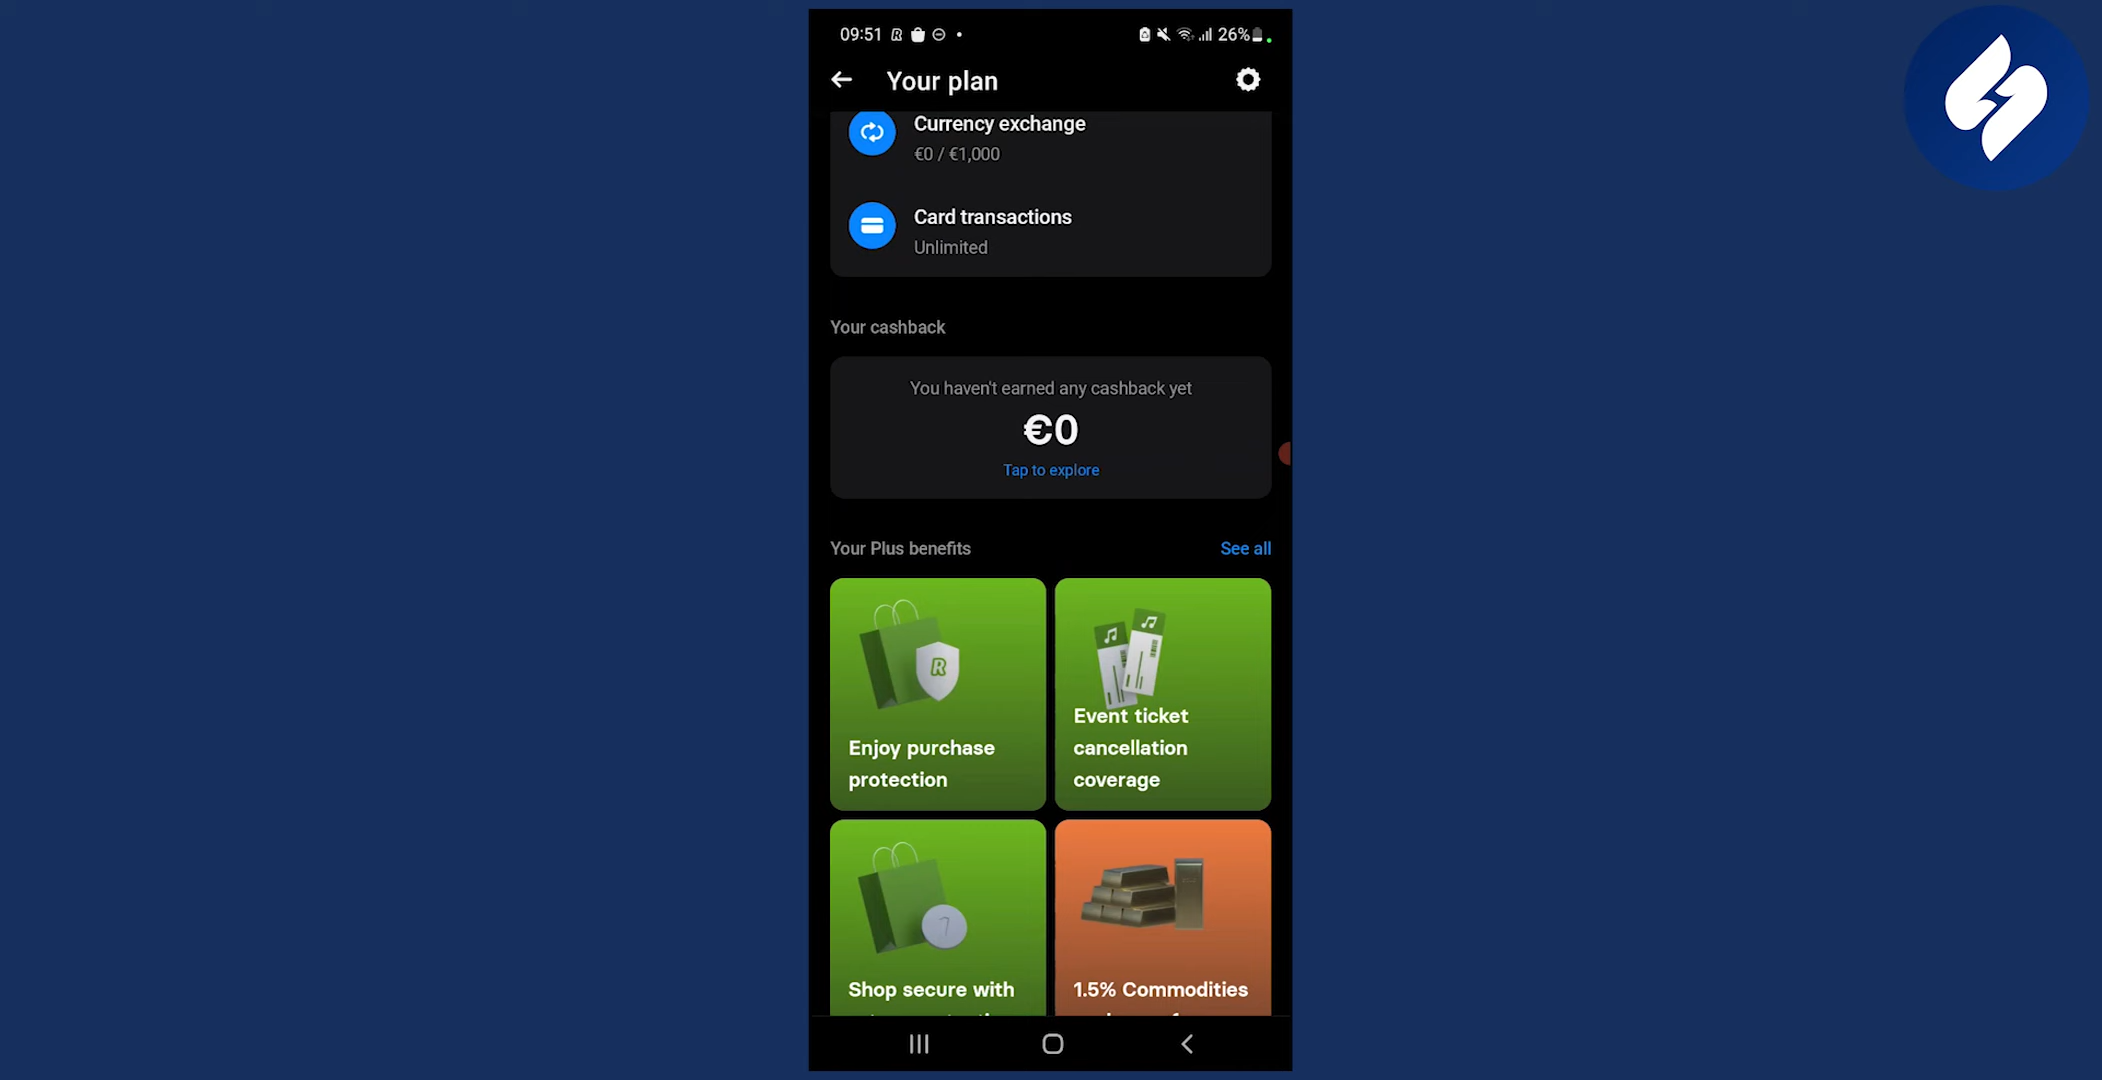 09:51
26%
Your plan
Currency exchange
€0 / €1,000
Card transactions
Unlimited
Your cashback
You haven't earned any cashback yet
€0
Tap to explore
Your Plus benefits
See all
R
Enjoy purchase
protection
Event ticket
cancellation
coverage
Shop secure with
1.5% Commodities